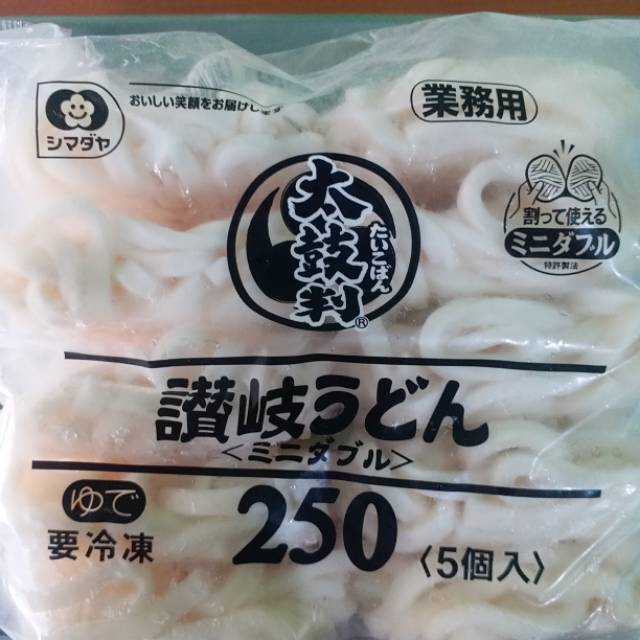 シマダヤ
おいしい笑顔をお届けします
業務用
太鼓判®
たいこばん
割って使える
ミニダブル
特許製法
讃岐うどん
<ミニダブル>
ゆで
要冷凍
250
〈5個入〉